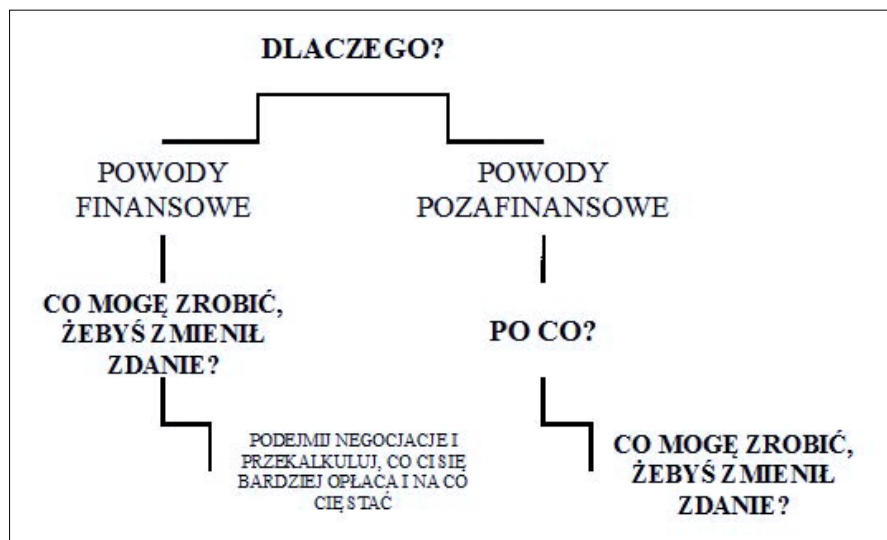 DLACZEGO?
POWODY
FINANSOWE
POWODY
POZAFINANSOWE
CO MOGĘ ZROBIĆ,
ŻEBYŚ ZMIENIŁ
ZDANIE?
PO CO?
PODEJMIJ NEGOCJACJE I
PRZEKALKULUJ, CO CI SIĘ
BARDZIEJ OPŁACA I NA CO
CIĘ STAĆ
CO MOGĘ ZROBIĆ,
ŻEBYŚ ZMIENIŁ
ZDANIE?